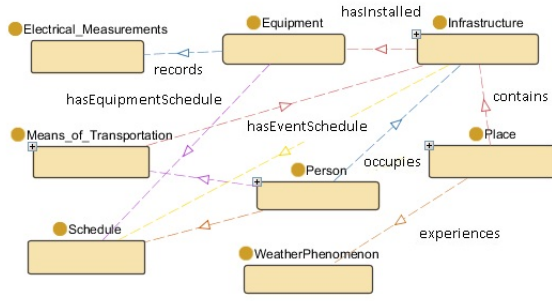 Electrical_Measurements
Equipment
hasInstalled
Infrastructure
records
hasEquipmentSchedule
contains
hasEventSchedule
Means_of_Transportation
Place
occupies
Person
Schedule
experiences
WeatherPhenomenon